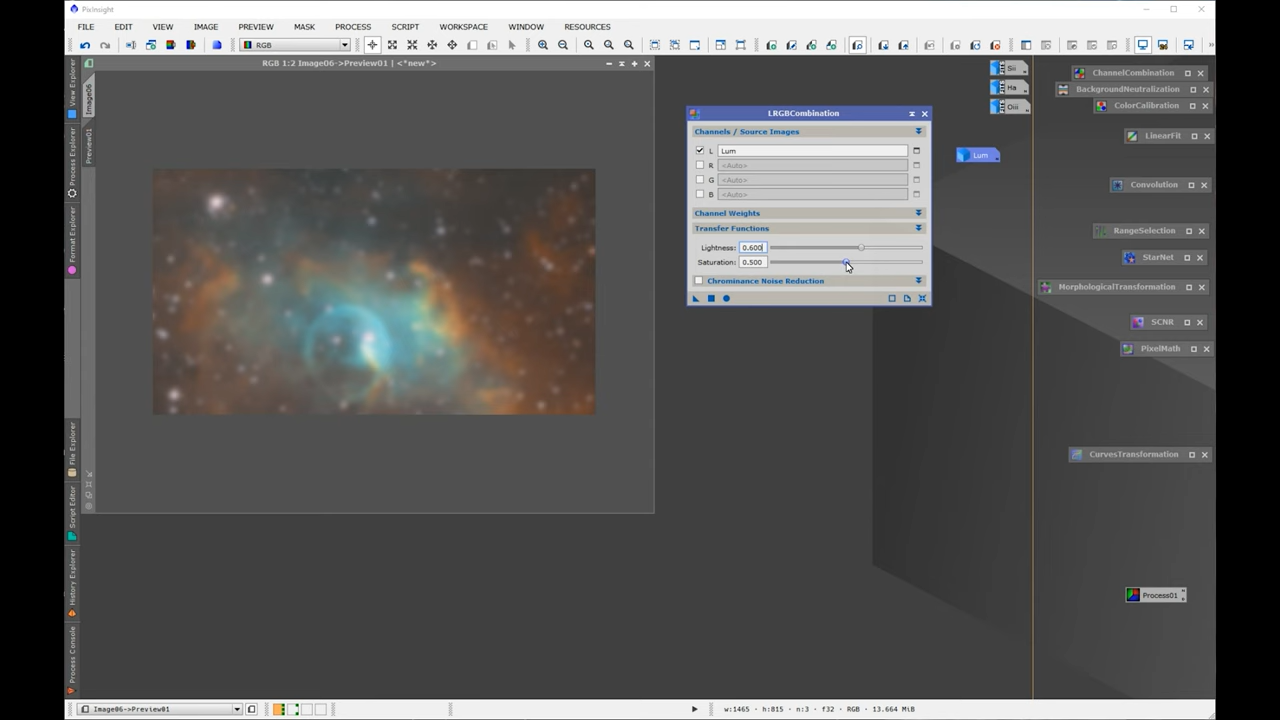 PixInsight
FILE EDIT VIEW IMAGE PREVIEW MASK PROCESS SCRIPT WORKSPACE WINDOW RESOURCES
RGB
RGB 1:2 Image06->Preview01 | <*new*>
View Explorer
Process Explorer
Format Explorer
File Explorer
Script Editor
History Explorer
Process Console
Image06
Preview01
Sii
Ha
Oiii
Lum
LRGBCombination
Channels / Source Images
L Lum
R <Auto>
G <Auto>
B <Auto>
Channel Weights
Transfer Functions
Lightness: 0.600
Saturation: 0.500
Chrominance Noise Reduction
ChannelCombination
BackgroundNeutralization
ColorCalibration
LinearFit
Convolution
RangeSelection
StarNet
MorphologicalTransformation
SCNR
PixelMath
CurvesTransformation
Process01
Image06->Preview01
w:1465 · h:815 · n:3 · f32 · RGB · 13.664 MiB